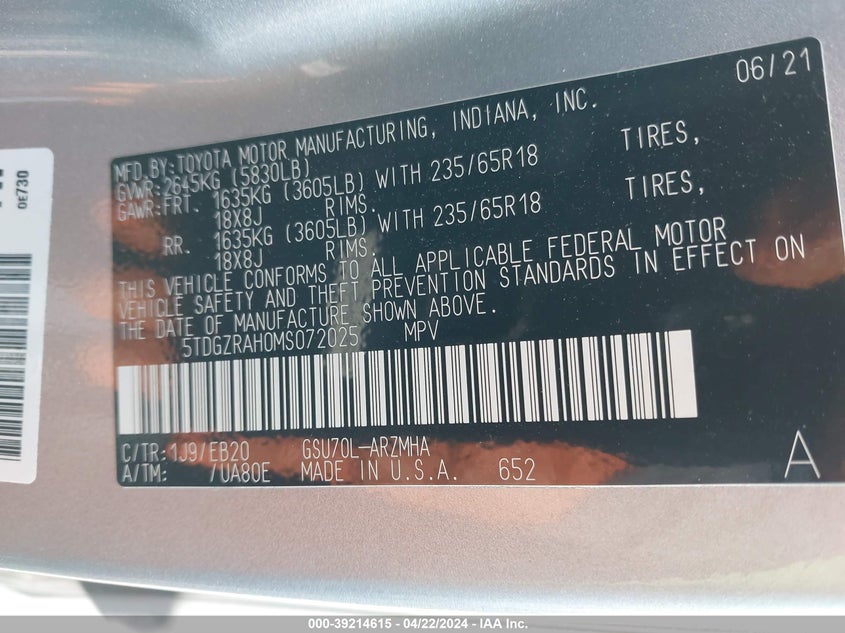 06/21
MFD.BY:TOYOTA MOTOR MANUFACTURING, INDIANA, INC.
GVWR:2645KG (5830LB)
GAWR:FRT. 1635KG (3605LB) WITH 235/65R18 TIRES,
18X8J RIMS.
RR. 1635KG (3605LB) WITH 235/65R18 TIRES,
18X8J RIMS.
THIS VEHICLE CONFORMS TO ALL APPLICABLE FEDERAL MOTOR
VEHICLE SAFETY AND THEFT PREVENTION STANDARDS IN EFFECT ON
THE DATE OF MANUFACTURE SHOWN ABOVE.
5TDGZRAH0MS072025 MPV
C/TR:1J9/EB20 GSU70L-ARZMHA
A/TM: /UA80E MADE IN U.S.A. 652
A
0E730
000-39214615 - 04/22/2024 - IAA Inc.